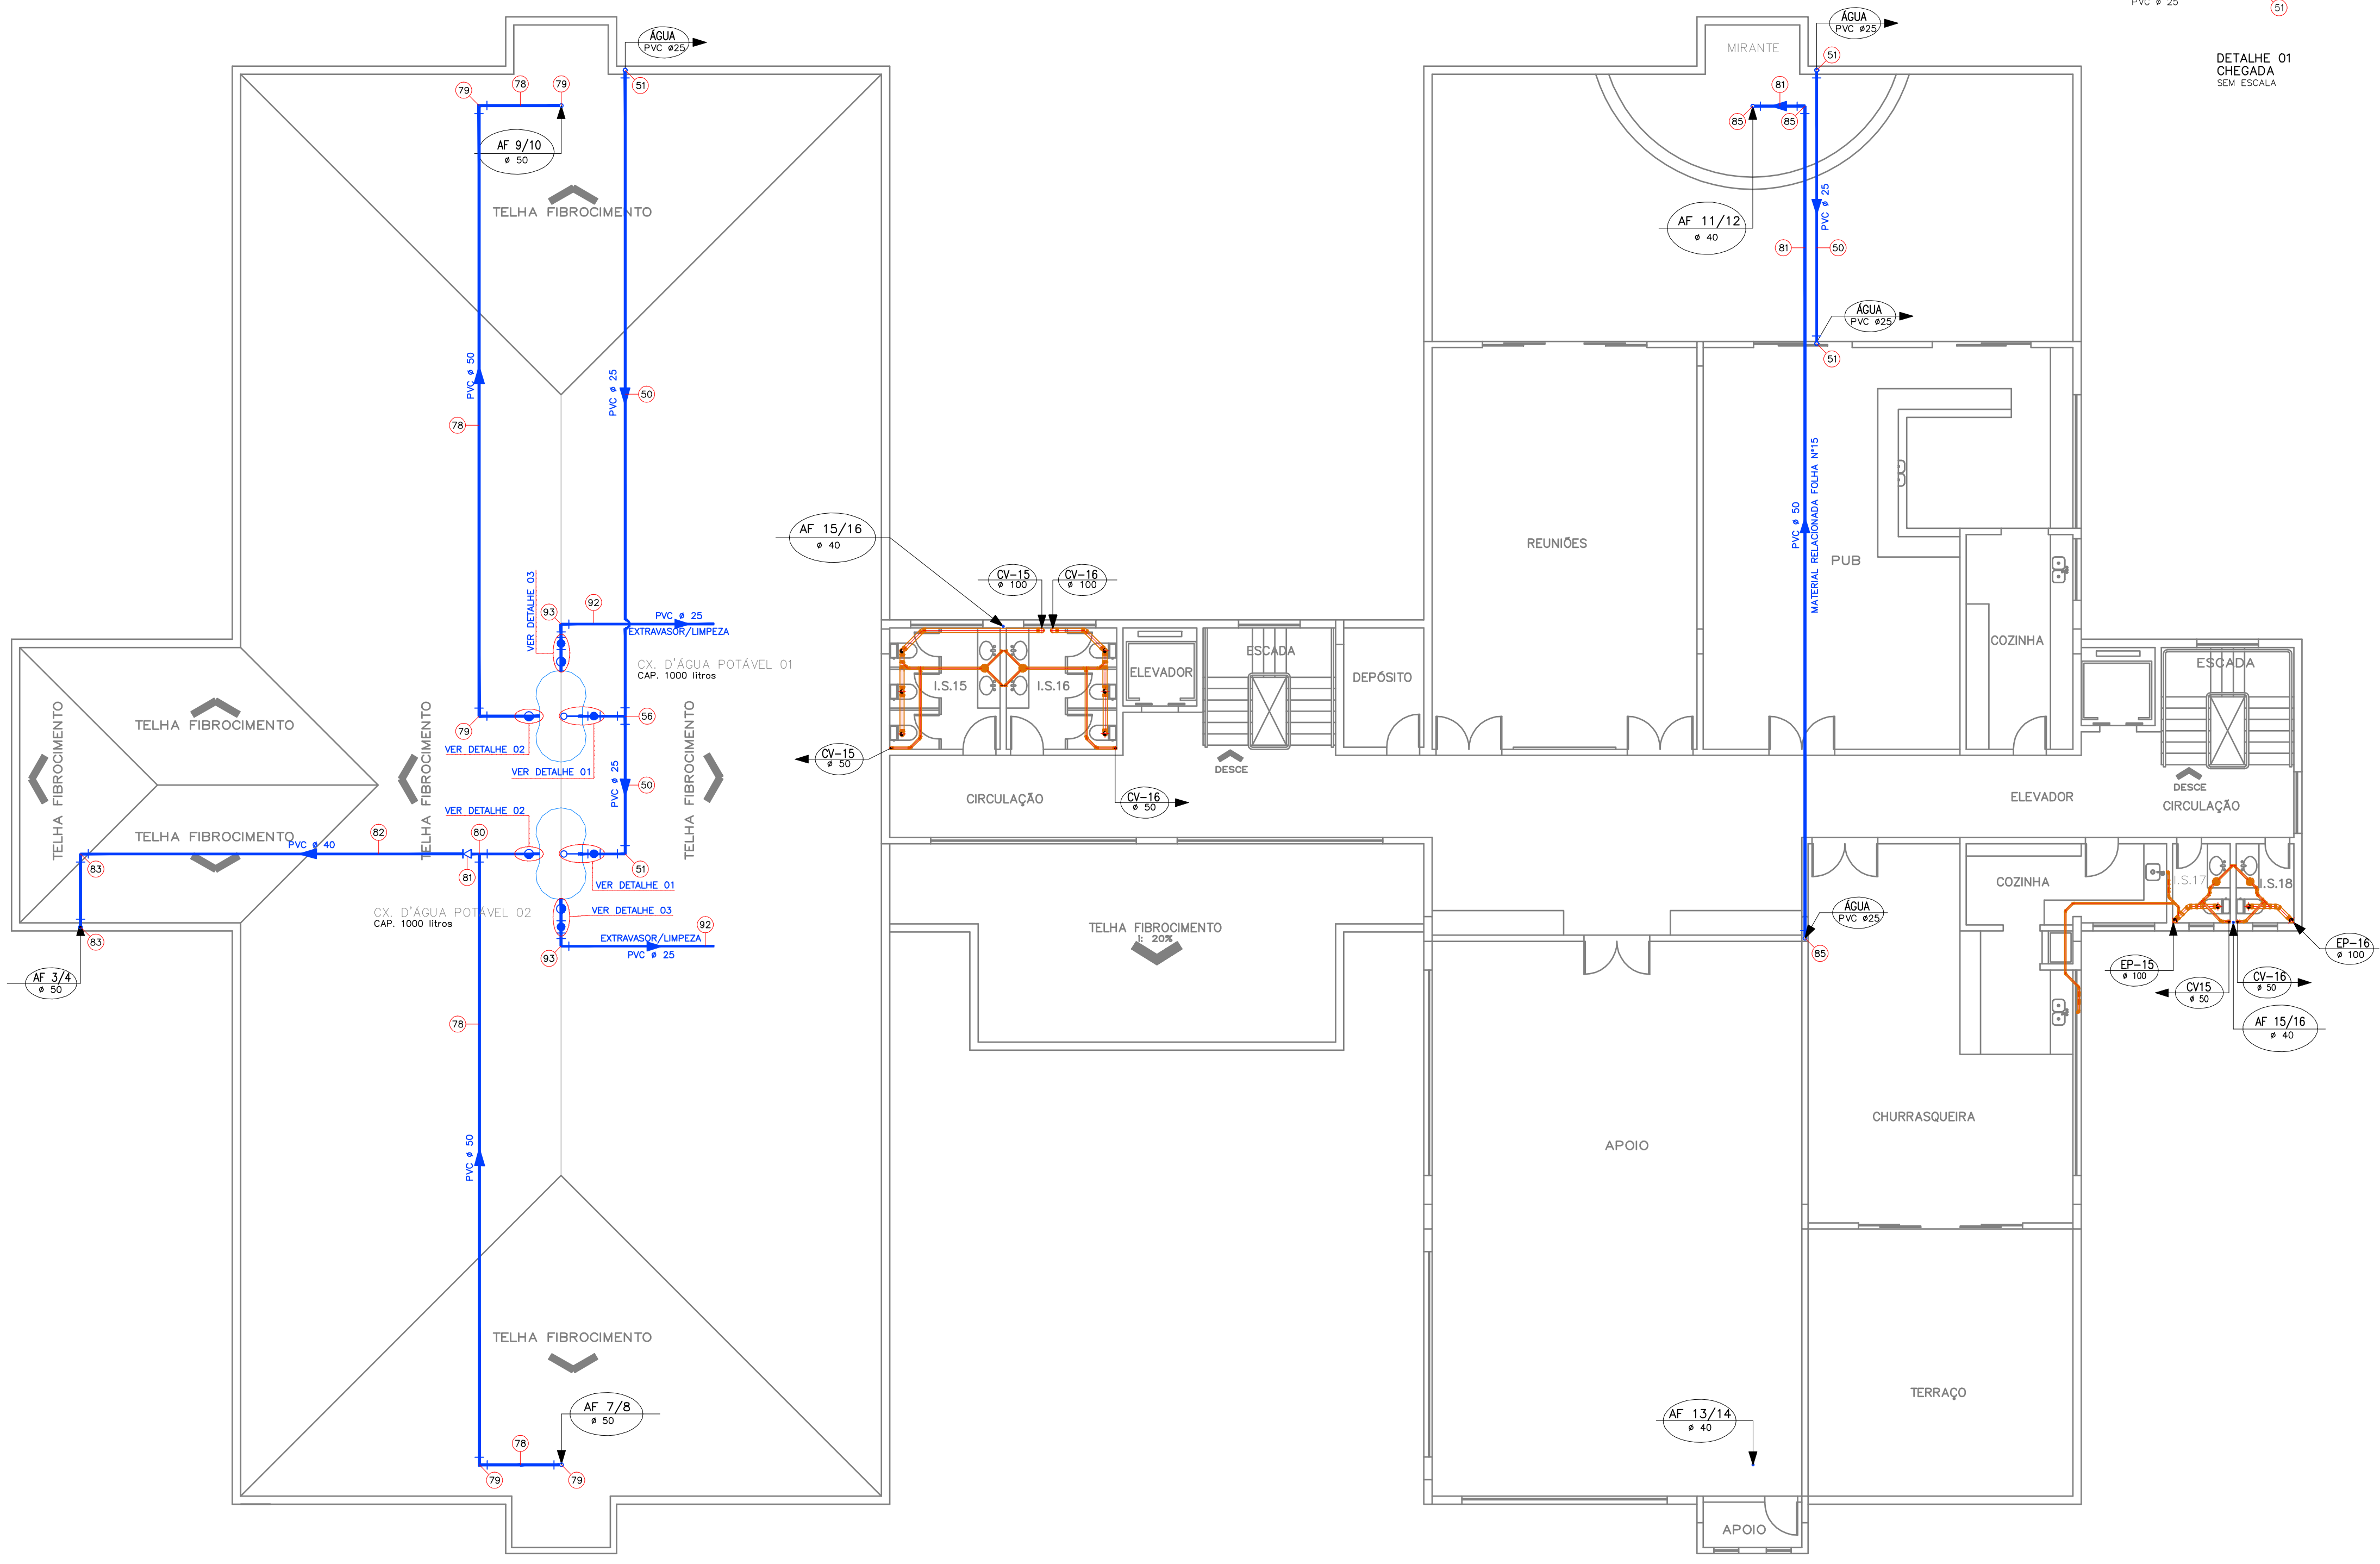 PVC ø 25
51
DETALHE 01
CHEGADA
SEM ESCALA
ÁGUA
PVC ø25
51
79
78
79
AF 9/10
ø 50
TELHA FIBROCIMENTO
PVC ø 50
78
PVC ø 25
50
VER DETALHE 03
93
92
PVC ø 25
EXTRAVASOR/LIMPEZA
CX. D'ÁGUA POTÁVEL 01
CAP. 1000 litros
79
56
VER DETALHE 02
VER DETALHE 01
PVC ø 25
50
TELHA FIBROCIMENTO
TELHA FIBROCIMENTO
TELHA FIBROCIMENTO
TELHA FIBROCIMENTO
TELHA FIBROCIMENTO
VER DETALHE 02
PVC ø 40
82
80
81
83
83
51
VER DETALHE 01
VER DETALHE 03
CX. D'ÁGUA POTÁVEL 02
CAP. 1000 litros
92
EXTRAVASOR/LIMPEZA
PVC ø 25
93
AF 3/4
ø 50
78
PVC ø 50
TELHA FIBROCIMENTO
AF 7/8
ø 50
78
79
79
AF 15/16
ø 40
CV-15
ø 100
CV-16
ø 100
I.S.15
I.S.16
CV-15
ø 50
CV-16
ø 50
ELEVADOR
ESCADA
DESCE
DEPÓSITO
CIRCULAÇÃO
TELHA FIBROCIMENTO
i: 20%
MIRANTE
ÁGUA
PVC ø25
51
81
85
85
AF 11/12
ø 40
81
50
PVC ø 25
ÁGUA
PVC ø25
51
REUNIÕES
PVC ø 50
MATERIAL RELACIONADA FOLHA Nº15
PUB
COZINHA
ESCADA
DESCE
ELEVADOR
CIRCULAÇÃO
COZINHA
I.S.17
I.S.18
ÁGUA
PVC ø25
85
EP-15
ø 100
CV15
ø 50
CV-16
ø 50
EP-16
ø 100
AF 15/16
ø 40
CHURRASQUEIRA
APOIO
TERRAÇO
AF 13/14
ø 40
APOIO